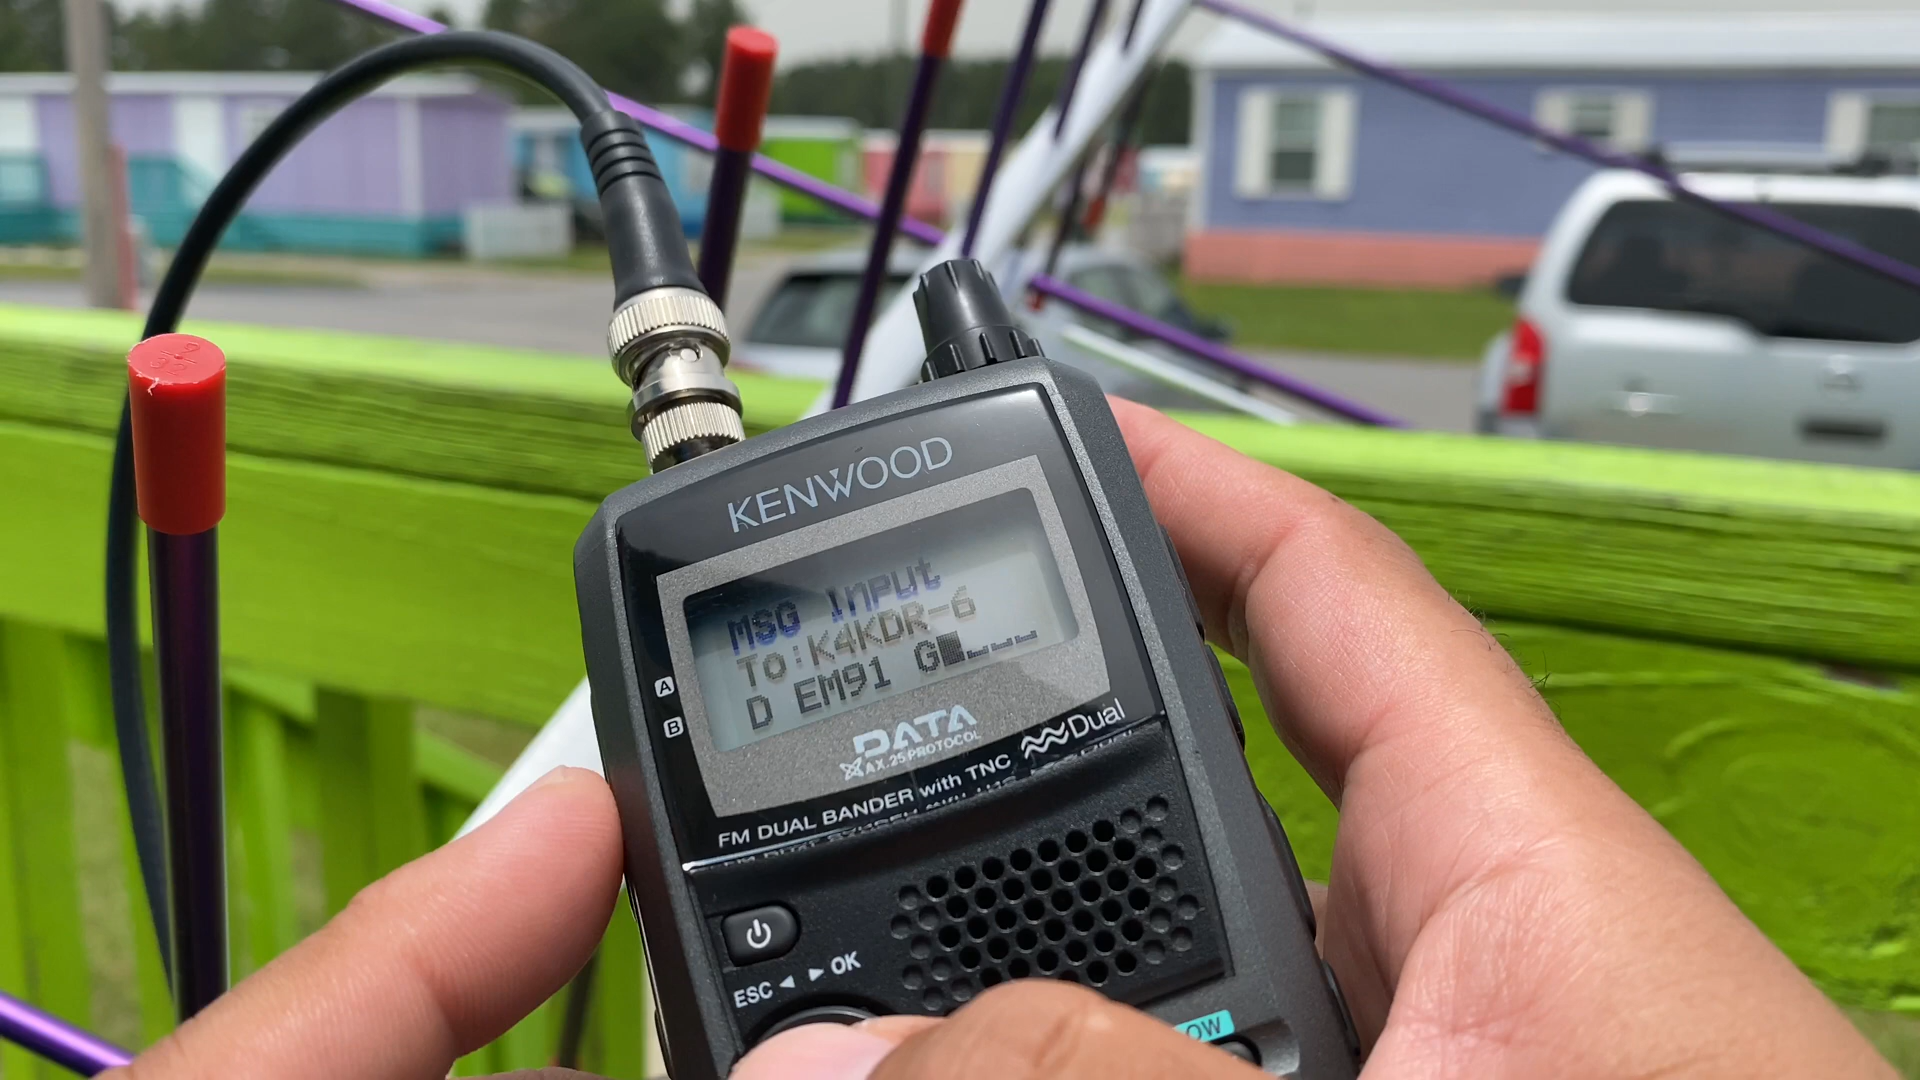 KENWOOD
MSG Input
To:K4KDR-6
D EM91 G
A
B
DATA
AX.25 PROTOCOL
Dual
FM DUAL BANDER with TNC
ESC ◄ ► OK
OW